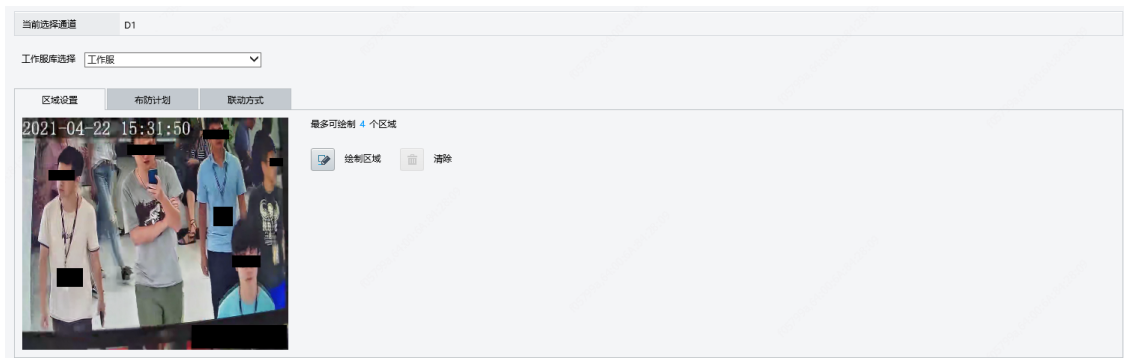 当前选择通道 D1
工作服库选择 工作服
区域设置 布防计划 联动方式
2021-04-22 15:31:50
最多可绘制 4 个区域
绘制区域 清除